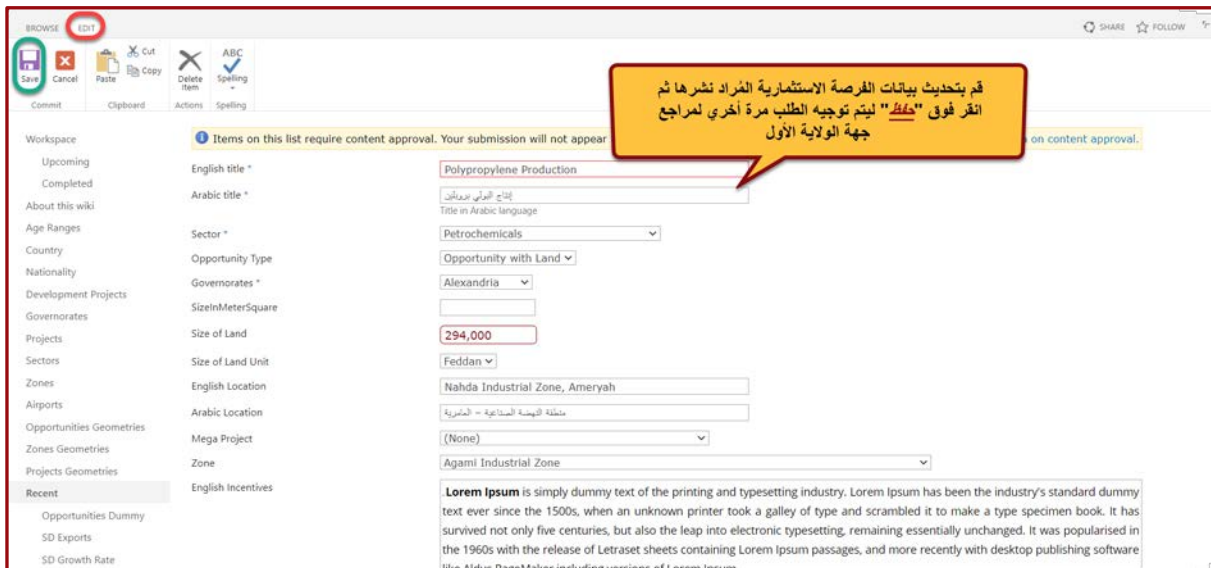 BROWSE EDIT SHARE FOLLOW
Save Cancel Paste Cut Copy Delete Item ABC Spelling
Commit Clipboard Actions Spelling
قم بتحديث بيانات الفرصة الاستثمارية المُراد نشرها ثم
انقر فوق "حفظ" ليتم توجيه الطلب مرة أخري لمراجع
جهة الولاية الأول
Workspace
Upcoming
Completed
About this wiki
Age Ranges
Country
Nationality
Development Projects
Governorates
Projects
Sectors
Zones
Airports
Opportunities Geometries
Zones Geometries
Projects Geometries
Recent
Opportunities Dummy
SD Exports
SD Growth Rate
Items on this list require content approval. Your submission will not appear on content approval.
English title * Polypropylene Production
Arabic title * إنتاج البولي بروبلين
Title in Arabic language
Sector * Petrochemicals
Opportunity Type Opportunity with Land
Governorates * Alexandria
SizeInMeterSquare
Size of Land 294,000
Size of Land Unit Feddan
English Location Nahda Industrial Zone, Ameryah
Arabic Location منطقة النهضة الصناعية – العامرية
Mega Project (None)
Zone Agami Industrial Zone
English Incentives
.Lorem Ipsum is simply dummy text of the printing and typesetting industry. Lorem Ipsum has been the industry's standard dummy
text ever since the 1500s, when an unknown printer took a galley of type and scrambled it to make a type specimen book. It has
survived not only five centuries, but also the leap into electronic typesetting, remaining essentially unchanged. It was popularised in
the 1960s with the release of Letraset sheets containing Lorem Ipsum passages, and more recently with desktop publishing software
like Aldus PageMaker including versions of Lorem Ipsum